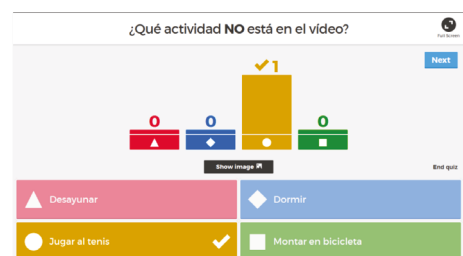 ¿Qué actividad NO está en el vídeo?
Full Screen
Next
0
0
1
0
Show image
End quiz
Desayunar
Dormir
Jugar al tenis
Montar en bicicleta